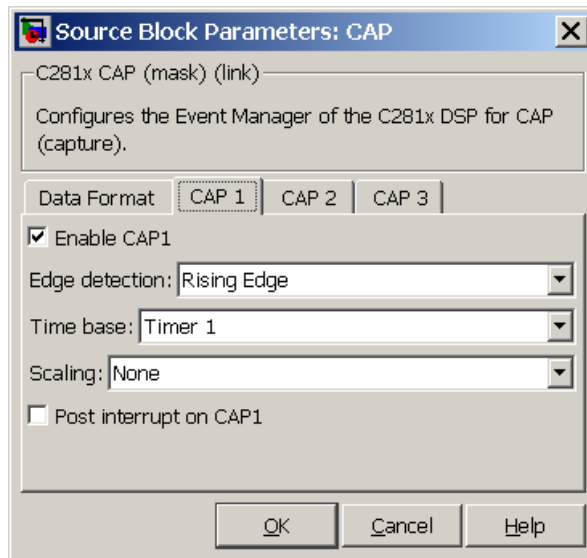 Source Block Parameters: CAP
C281x CAP (mask) (link)
Configures the Event Manager of the C281x DSP for CAP
(capture).
Data Format CAP 1 CAP 2 CAP 3
Enable CAP1
Edge detection: Rising Edge
Time base: Timer 1
Scaling: None
Post interrupt on CAP1
OK Cancel Help